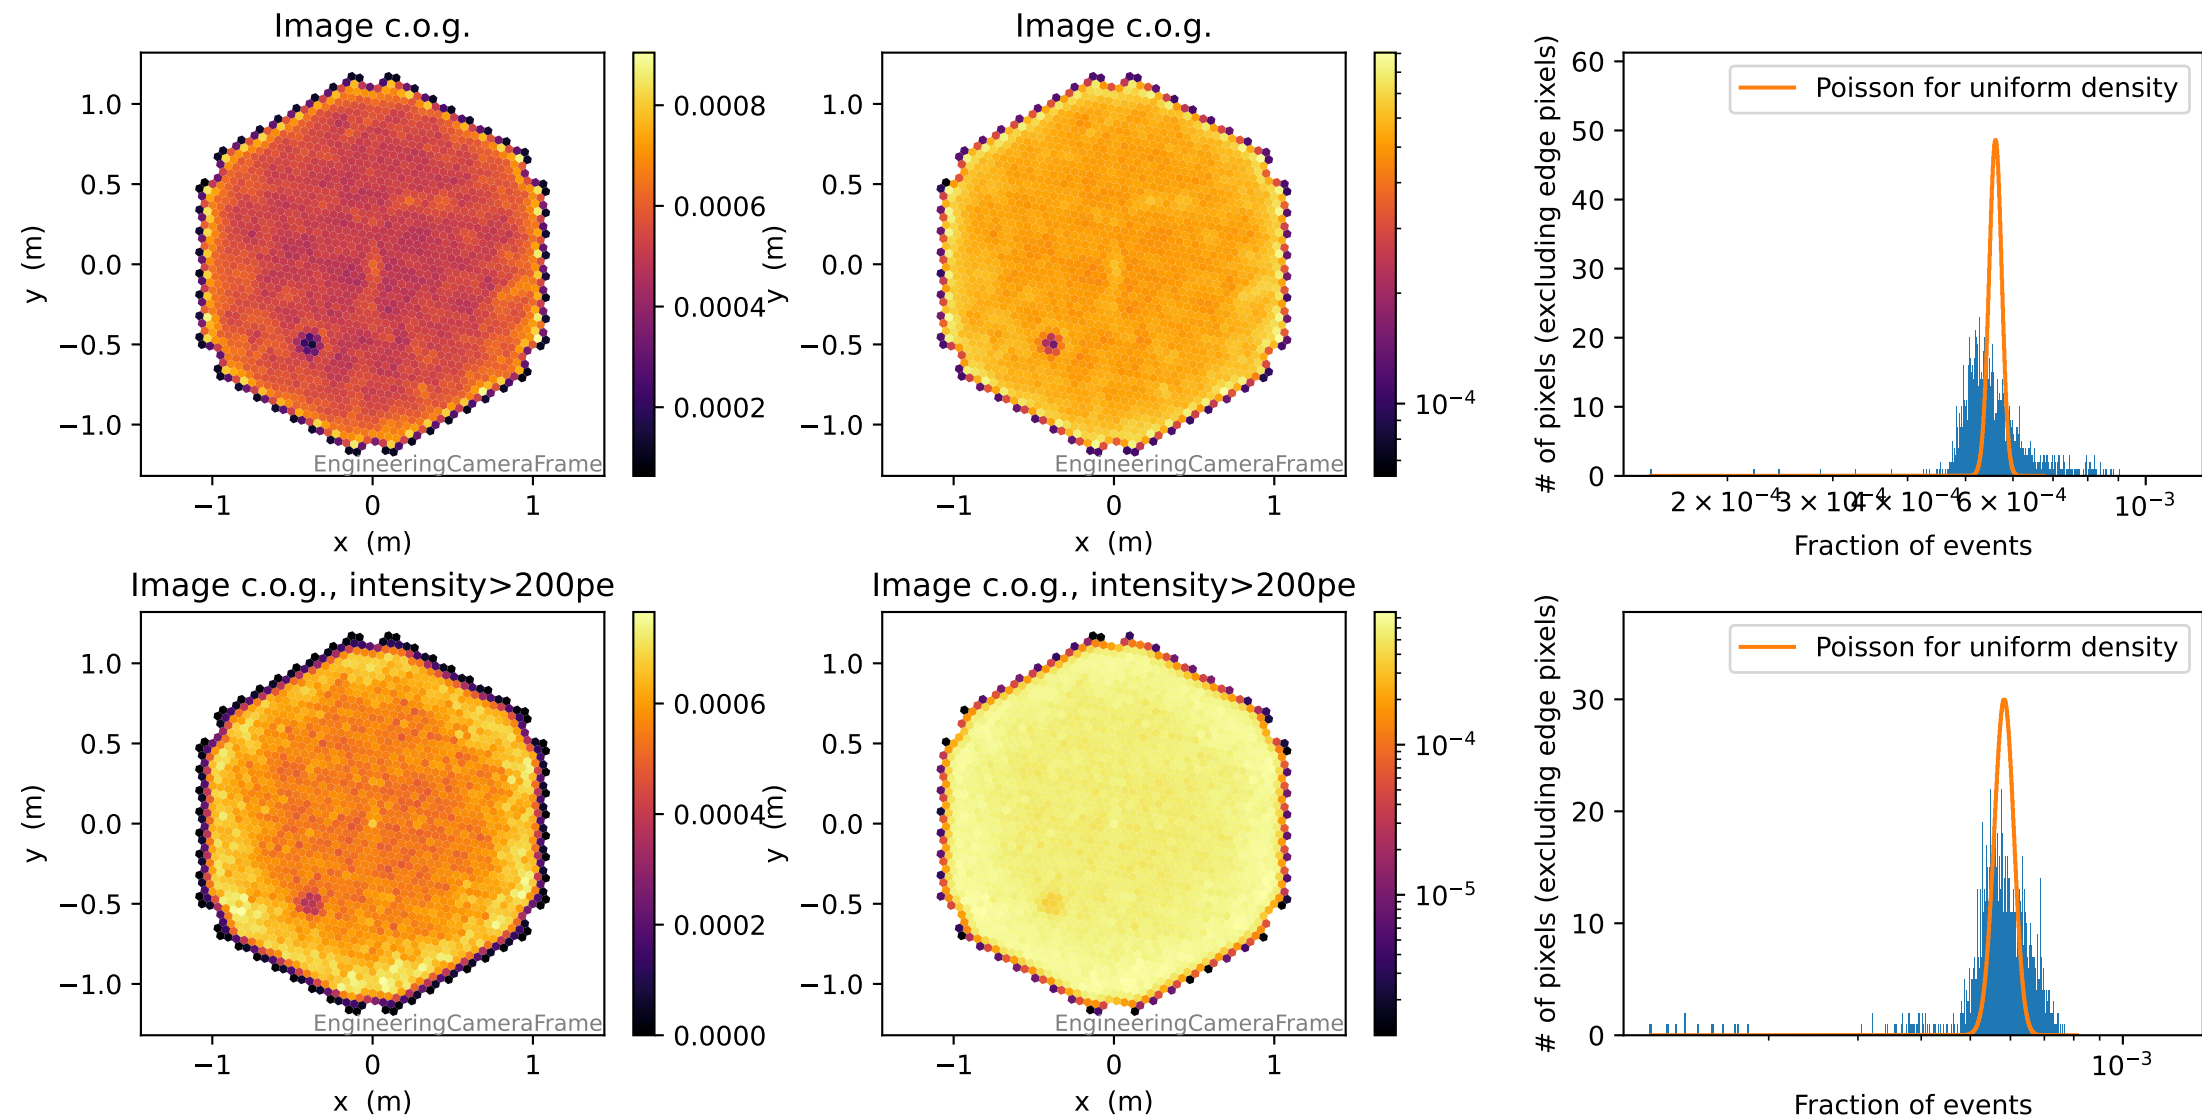 Image c.o.g.
1.0
0.5
0.0
−0.5
−1.0
y (m)
−1
0
1
x (m)
EngineeringCameraFrame
0.0008
0.0006
0.0004
0.0002
Image c.o.g.
1.0
0.5
0.0
−0.5
−1.0
y (m)
−1
0
1
x (m)
EngineeringCameraFrame
10⁻⁴
60
50
40
30
20
10
0
# of pixels (excluding edge pixels)
Poisson for uniform density
2 × 10⁻⁴
3 × 10⁻⁴
4 × 10⁻⁴
6 × 10⁻⁴
10⁻³
Fraction of events
Image c.o.g., intensity>200pe
1.0
0.5
0.0
−0.5
−1.0
y (m)
−1
0
1
x (m)
EngineeringCameraFrame
0.0006
0.0004
0.0002
0.0000
Image c.o.g., intensity>200pe
1.0
0.5
0.0
−0.5
−1.0
y (m)
−1
0
1
x (m)
EngineeringCameraFrame
10⁻⁴
10⁻⁵
30
20
10
0
# of pixels (excluding edge pixels)
Poisson for uniform density
10⁻³
Fraction of events